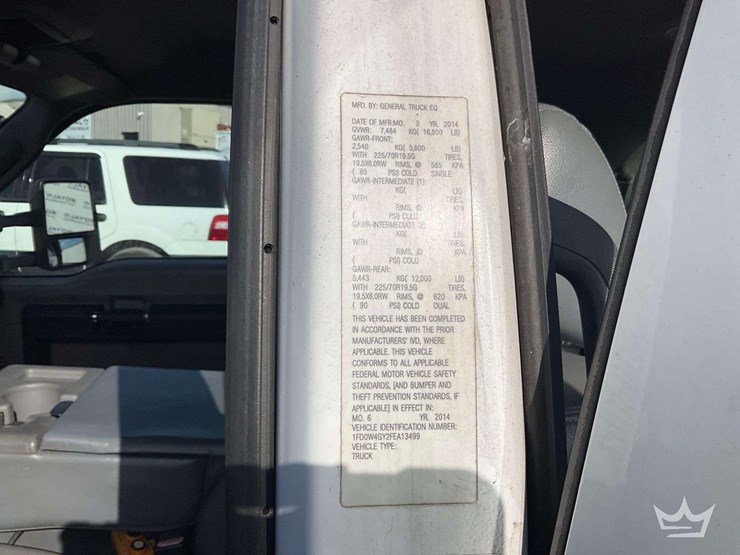 MFD. BY: GENERAL TRUCK EQ
DATE OF MFR: MO. 3 YR. 2014
GVWR: 7,484 KG( 16,500 LB)
GAWR-FRONT:
2,540 KG( 5,600 LB)
WITH 225/70R19.5G TIRES,
19.5X6.0RW RIMS, @ 585 KPA
( 85 PSI) COLD SINGLE
GAWR-INTERMEDIATE (1):
KG( LB)
WITH TIRES,
RIMS, @ KPA
( PSI) COLD
GAWR-INTERMEDIATE
KG( LB)
WITH TIRES,
RIMS, @ KPA
( PSI) COLD
GAWR-REAR:
5,443 KG( 12,000 LB)
WITH 225/70R19.5G TIRES,
19.5X6.0RW RIMS, @ 620 KPA
( 90 PSI) COLD DUAL
THIS VEHICLE HAS BEEN COMPLETED
IN ACCORDANCE WITH THE PRIOR
MANUFACTURERS' IVD, WHERE
APPLICABLE. THIS VEHICLE
CONFORMS TO ALL APPLICABLE
FEDERAL MOTOR VEHICLE SAFETY
STANDARDS, [AND BUMPER AND
THEFT PREVENTION STANDARDS, IF
APPLICABLE] IN EFFECT IN:
MO. 6 YR. 2014
VEHICLE IDENTIFICATION NUMBER:
1FD0W4GY2FEA13499
VEHICLE TYPE:
TRUCK